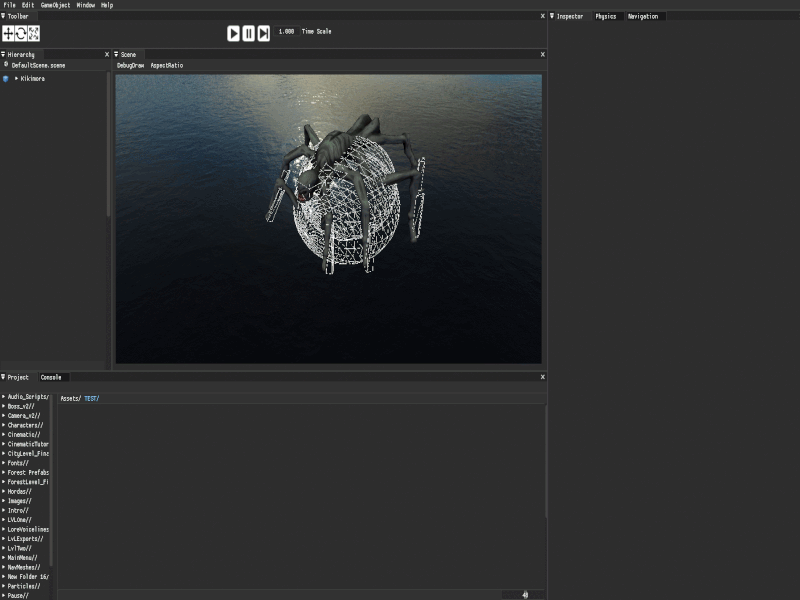 File Edit GameObject Window Help
Toolbar X
Inspector Physics Navigation
1.000 Time Scale
Hierarchy X
Scene X
DefaultScene.scene
DebugDraw AspectRatio
Kikimora
Project Console X
Audio_Scripts/
Assets/ TEST/
Boss_v2//
Camera_v2//
Characters//
Cinematic//
CinematicTutor
CityLevel_Fina
Fonts//
Forest Prefabs
ForestLevel_Fi
Hordas//
Images//
Intro//
LVLOne//
LoreVoicelines
LvLExports//
LvlTwo//
MainMenu//
NavMeshes//
New Folder 16/
Particles//
Pause//